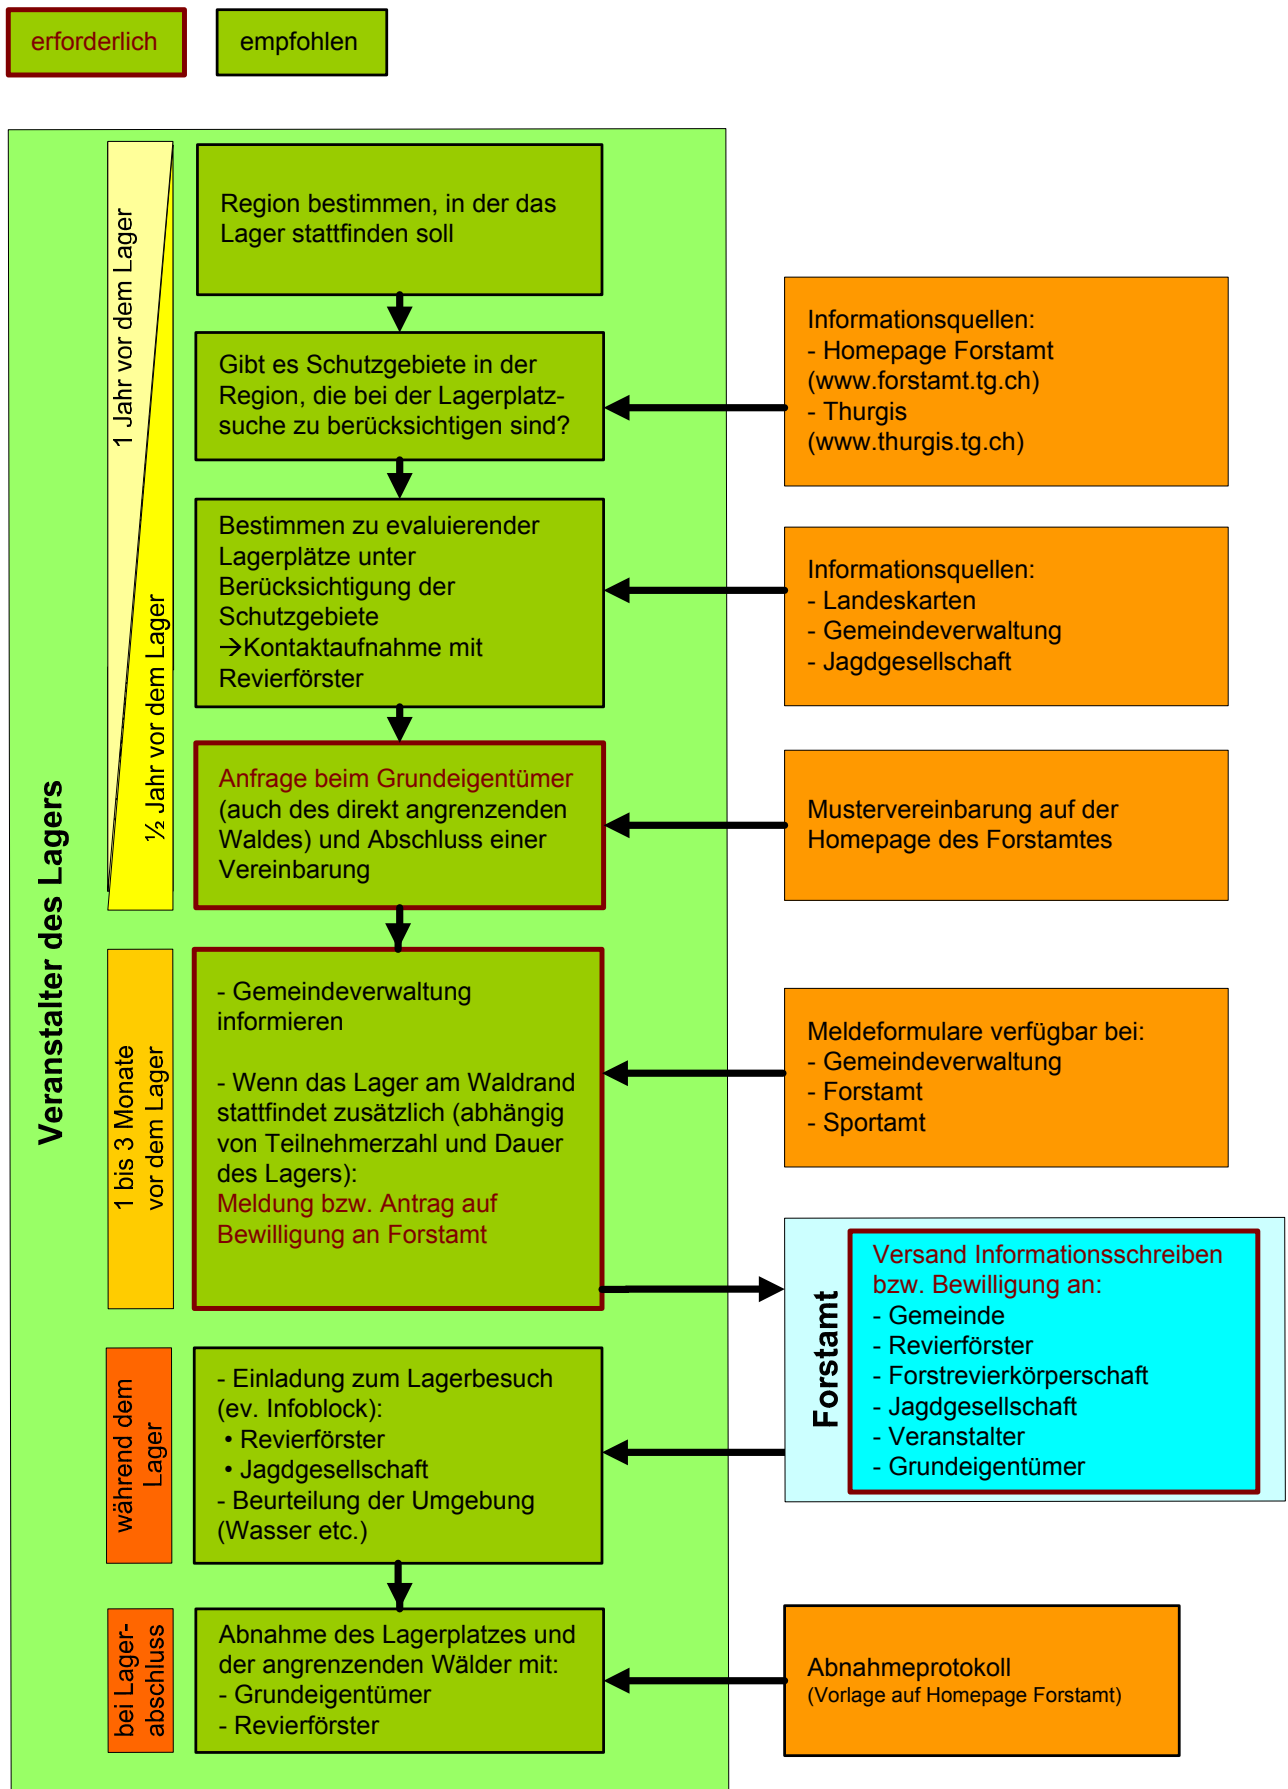 erforderlich
empfohlen
Veranstalter des Lagers
1 Jahr vor dem Lager
½ Jahr vor dem Lager
Region bestimmen, in der das
Lager stattfinden soll
Gibt es Schutzgebiete in der
Region, die bei der Lagerplatz-
suche zu berücksichtigen sind?
Informationsquellen:
- Homepage Forstamt
(www.forstamt.tg.ch)
- Thurgis
(www.thurgis.tg.ch)
Bestimmen zu evaluierender
Lagerplätze unter
Berücksichtigung der
Schutzgebiete
→Kontaktaufnahme mit
Revierförster
Informationsquellen:
- Landeskarten
- Gemeindeverwaltung
- Jagdgesellschaft
Anfrage beim Grundeigentümer
(auch des direkt angrenzenden
Waldes) und Abschluss einer
Vereinbarung
Mustervereinbarung auf der
Homepage des Forstamtes
1 bis 3 Monate
vor dem Lager
- Gemeindeverwaltung
informieren
- Wenn das Lager am Waldrand
stattfindet zusätzlich (abhängig
von Teilnehmerzahl und Dauer
des Lagers):
Meldung bzw. Antrag auf
Bewilligung an Forstamt
Meldeformulare verfügbar bei:
- Gemeindeverwaltung
- Forstamt
- Sportamt
Forstamt
Versand Informationsschreiben
bzw. Bewilligung an:
- Gemeinde
- Revierförster
- Forstrevierkörperschaft
- Jagdgesellschaft
- Veranstalter
- Grundeigentümer
während dem
Lager
- Einladung zum Lagerbesuch
(ev. Infoblock):
• Revierförster
• Jagdgesellschaft
- Beurteilung der Umgebung
(Wasser etc.)
bei Lager-
abschluss
Abnahme des Lagerplatzes und
der angrenzenden Wälder mit:
- Grundeigentümer
- Revierförster
Abnahmeprotokoll
(Vorlage auf Homepage Forstamt)